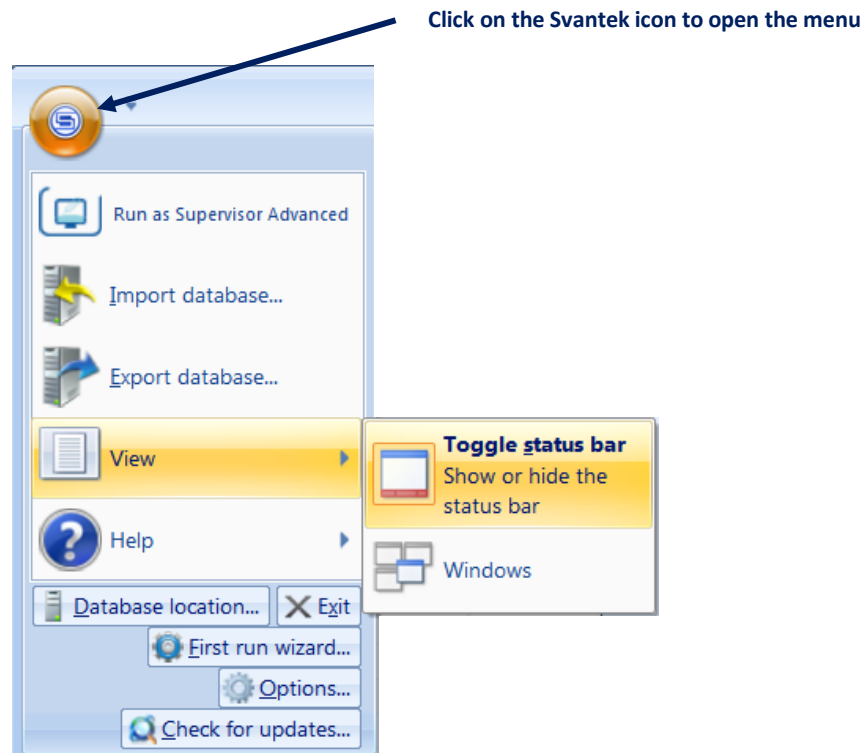 Click on the Svantek icon to open the menu
Run as Supervisor Advanced
Import database...
Export database...
View
Toggle status bar
Show or hide the
status bar
Help
Windows
Database location...
Exit
First run wizard...
Options...
Check for updates...